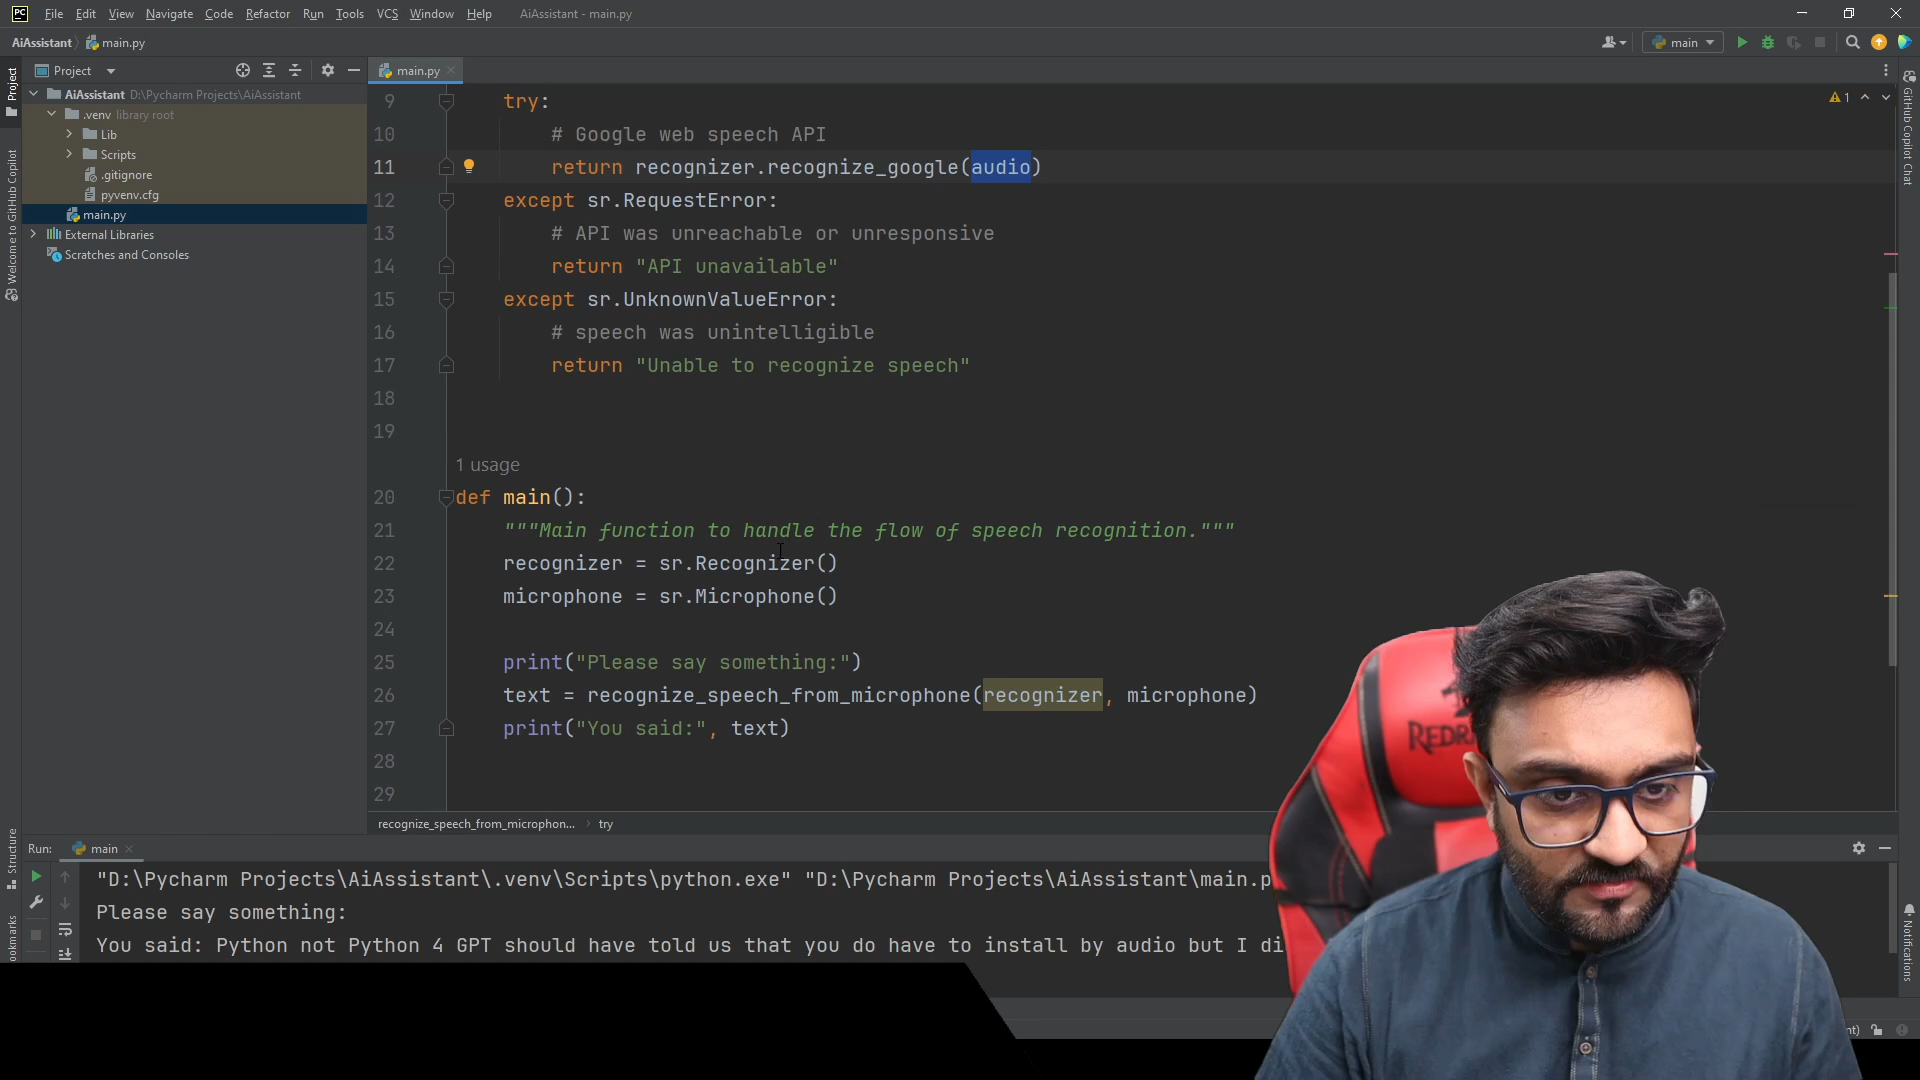 PC File Edit View Navigate Code Refactor Run Tools VCS Window Help AiAssistant - main.py
AiAssistant main.py
main
Project
main.py
AiAssistant D:\Pycharm Projects\AiAssistant
.venv library root
Lib
Scripts
.gitignore
pyvenv.cfg
main.py
External Libraries
Scratches and Consoles
Project
Welcome to GitHub Copilot
Structure
9 try:
10 # Google web speech API
11 return recognizer.recognize_google(audio)
12 except sr.RequestError:
13 # API was unreachable or unresponsive
14 return "API unavailable"
15 except sr.UnknownValueError:
16 # speech was unintelligible
17 return "Unable to recognize speech"
18
19
1 usage
20 def main():
21 """Main function to handle the flow of speech recognition."""
22 recognizer = sr.Recognizer()
23 microphone = sr.Microphone()
24
25 print("Please say something:")
26 text = recognize_speech_from_microphone(recognizer, microphone)
27 print("You said:", text)
28
29
1
GitHub Copilot Chat
Notifications
REDR
recognize_speech_from_microphon... try
Run: main
"D:\Pycharm Projects\AiAssistant\.venv\Scripts\python.exe" "D:\Pycharm Projects\AiAssistant\main.p
Please say something:
You said: Python not Python 4 GPT should have told us that you do have to install by audio but I di